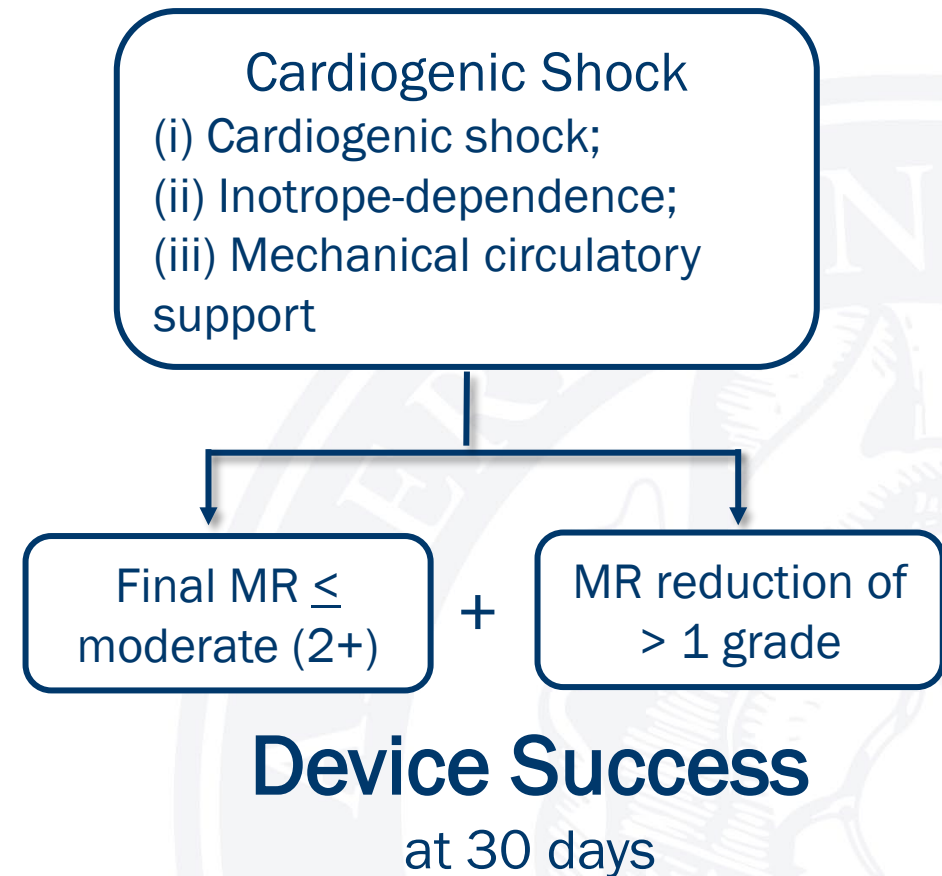 Cardiogenic Shock
(i) Cardiogenic shock;
(ii) Inotrope-dependence;
(iii) Mechanical circulatory
support
Final MR ≤
moderate (2+)
+
MR reduction of
> 1 grade
Device Success
at 30 days